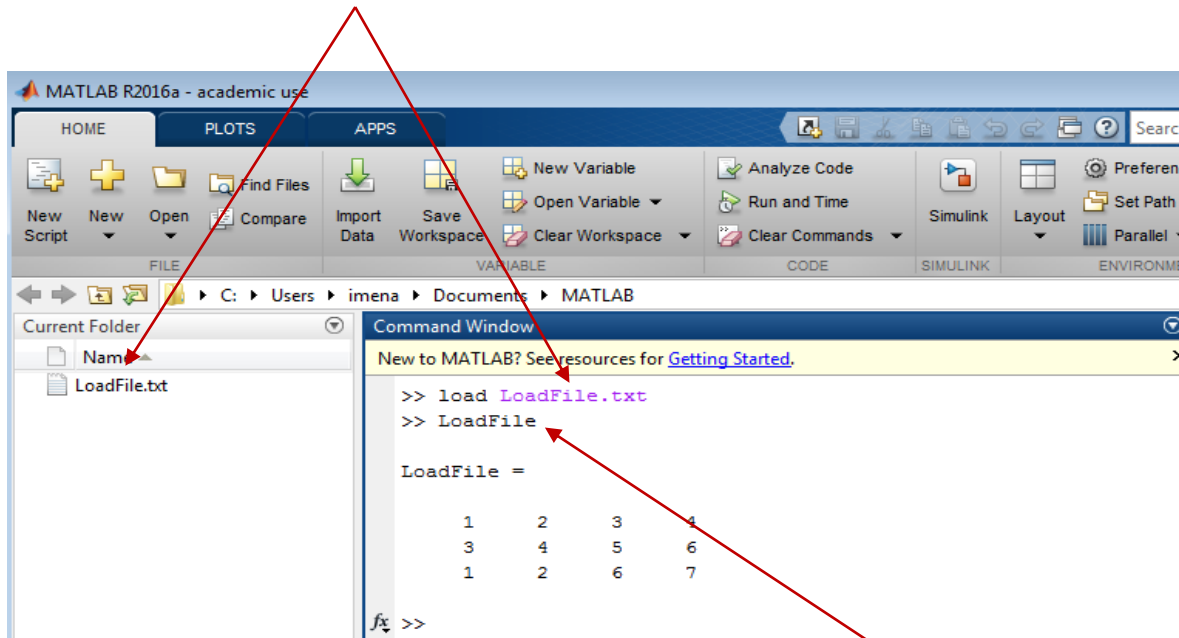 MATLAB R2016a - academic use
HOME PLOTS APPS
New Script
New
Open
Find Files
Compare
Import Data
Save Workspace
New Variable
Open Variable
Clear Workspace
Analyze Code
Run and Time
Clear Commands
Simulink
Layout
Set Path
Parallel
FILE VARIABLE CODE SIMULINK
C: Users imena Documents MATLAB
Current Folder
Name
LoadFile.txt
Command Window
New to MATLAB? See resources for Getting Started.
>> load LoadFile.txt
>> LoadFile
LoadFile =
1 2 3 4
3 4 5 6
1 2 6 7
fx >>